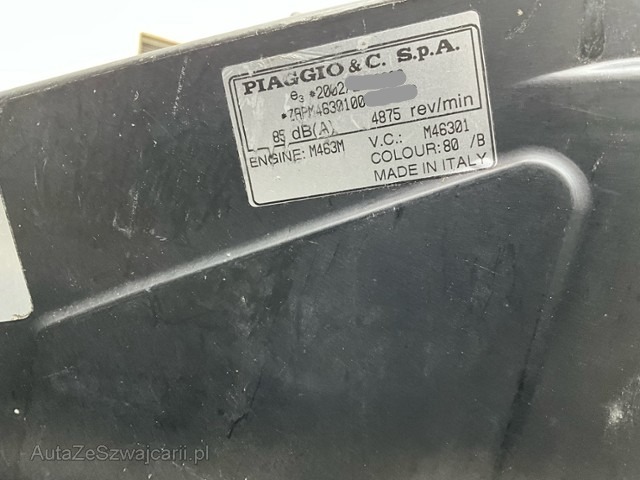 PIAGGIO & C. S.p.A.
e3 *2002/
*ZAPM4630100
85 dB(A) 4875 rev/min
ENGINE: M463M V.C.: M46301
COLOUR: 80 /B
MADE IN ITALY
AutaZeSzwajcarii.pl